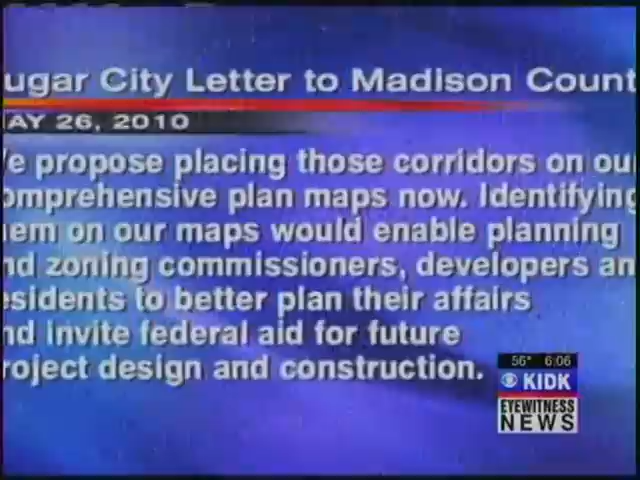 ugar City Letter to Madison Count
AY 26, 2010
e propose placing those corridors on ou
omprehensive plan maps now. Identifying
em on our maps would enable planning
nd zoning commissioners, developers an
esidents to better plan their affairs
nd invite federal aid for future
roject design and construction.
56° 6:06
KIDK
EYEWITNESS
NEWS